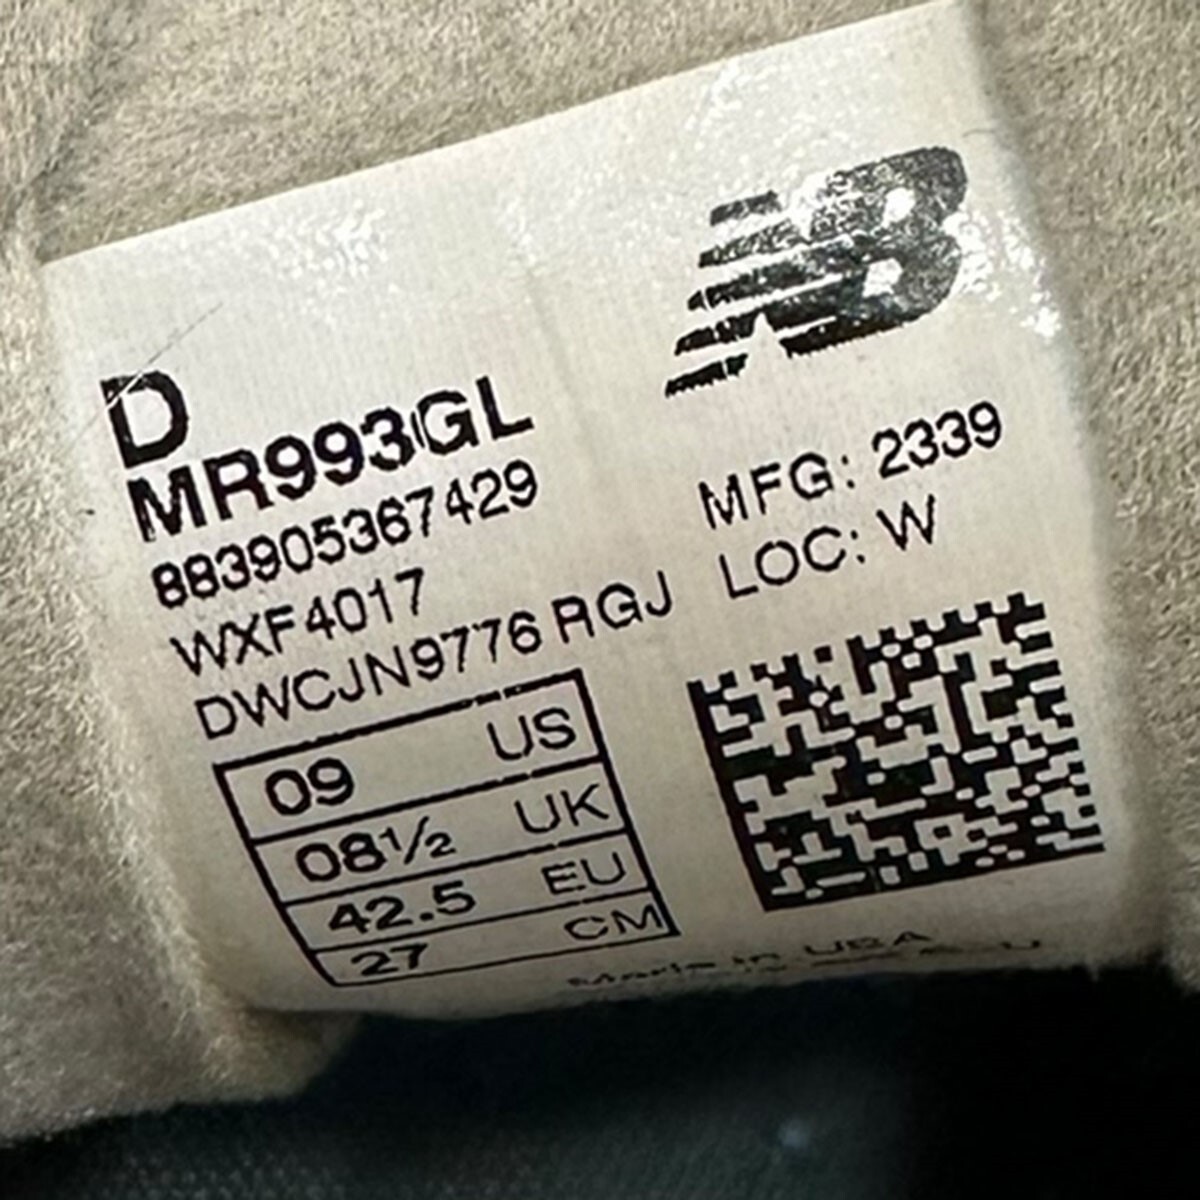 NB
D
MR993GL
883905367429
WXF4017
DWCJN9776 RGJ
MFG: 2339
LOC: W
09 US
08½ UK
42.5 EU
27 CM
Made in USA